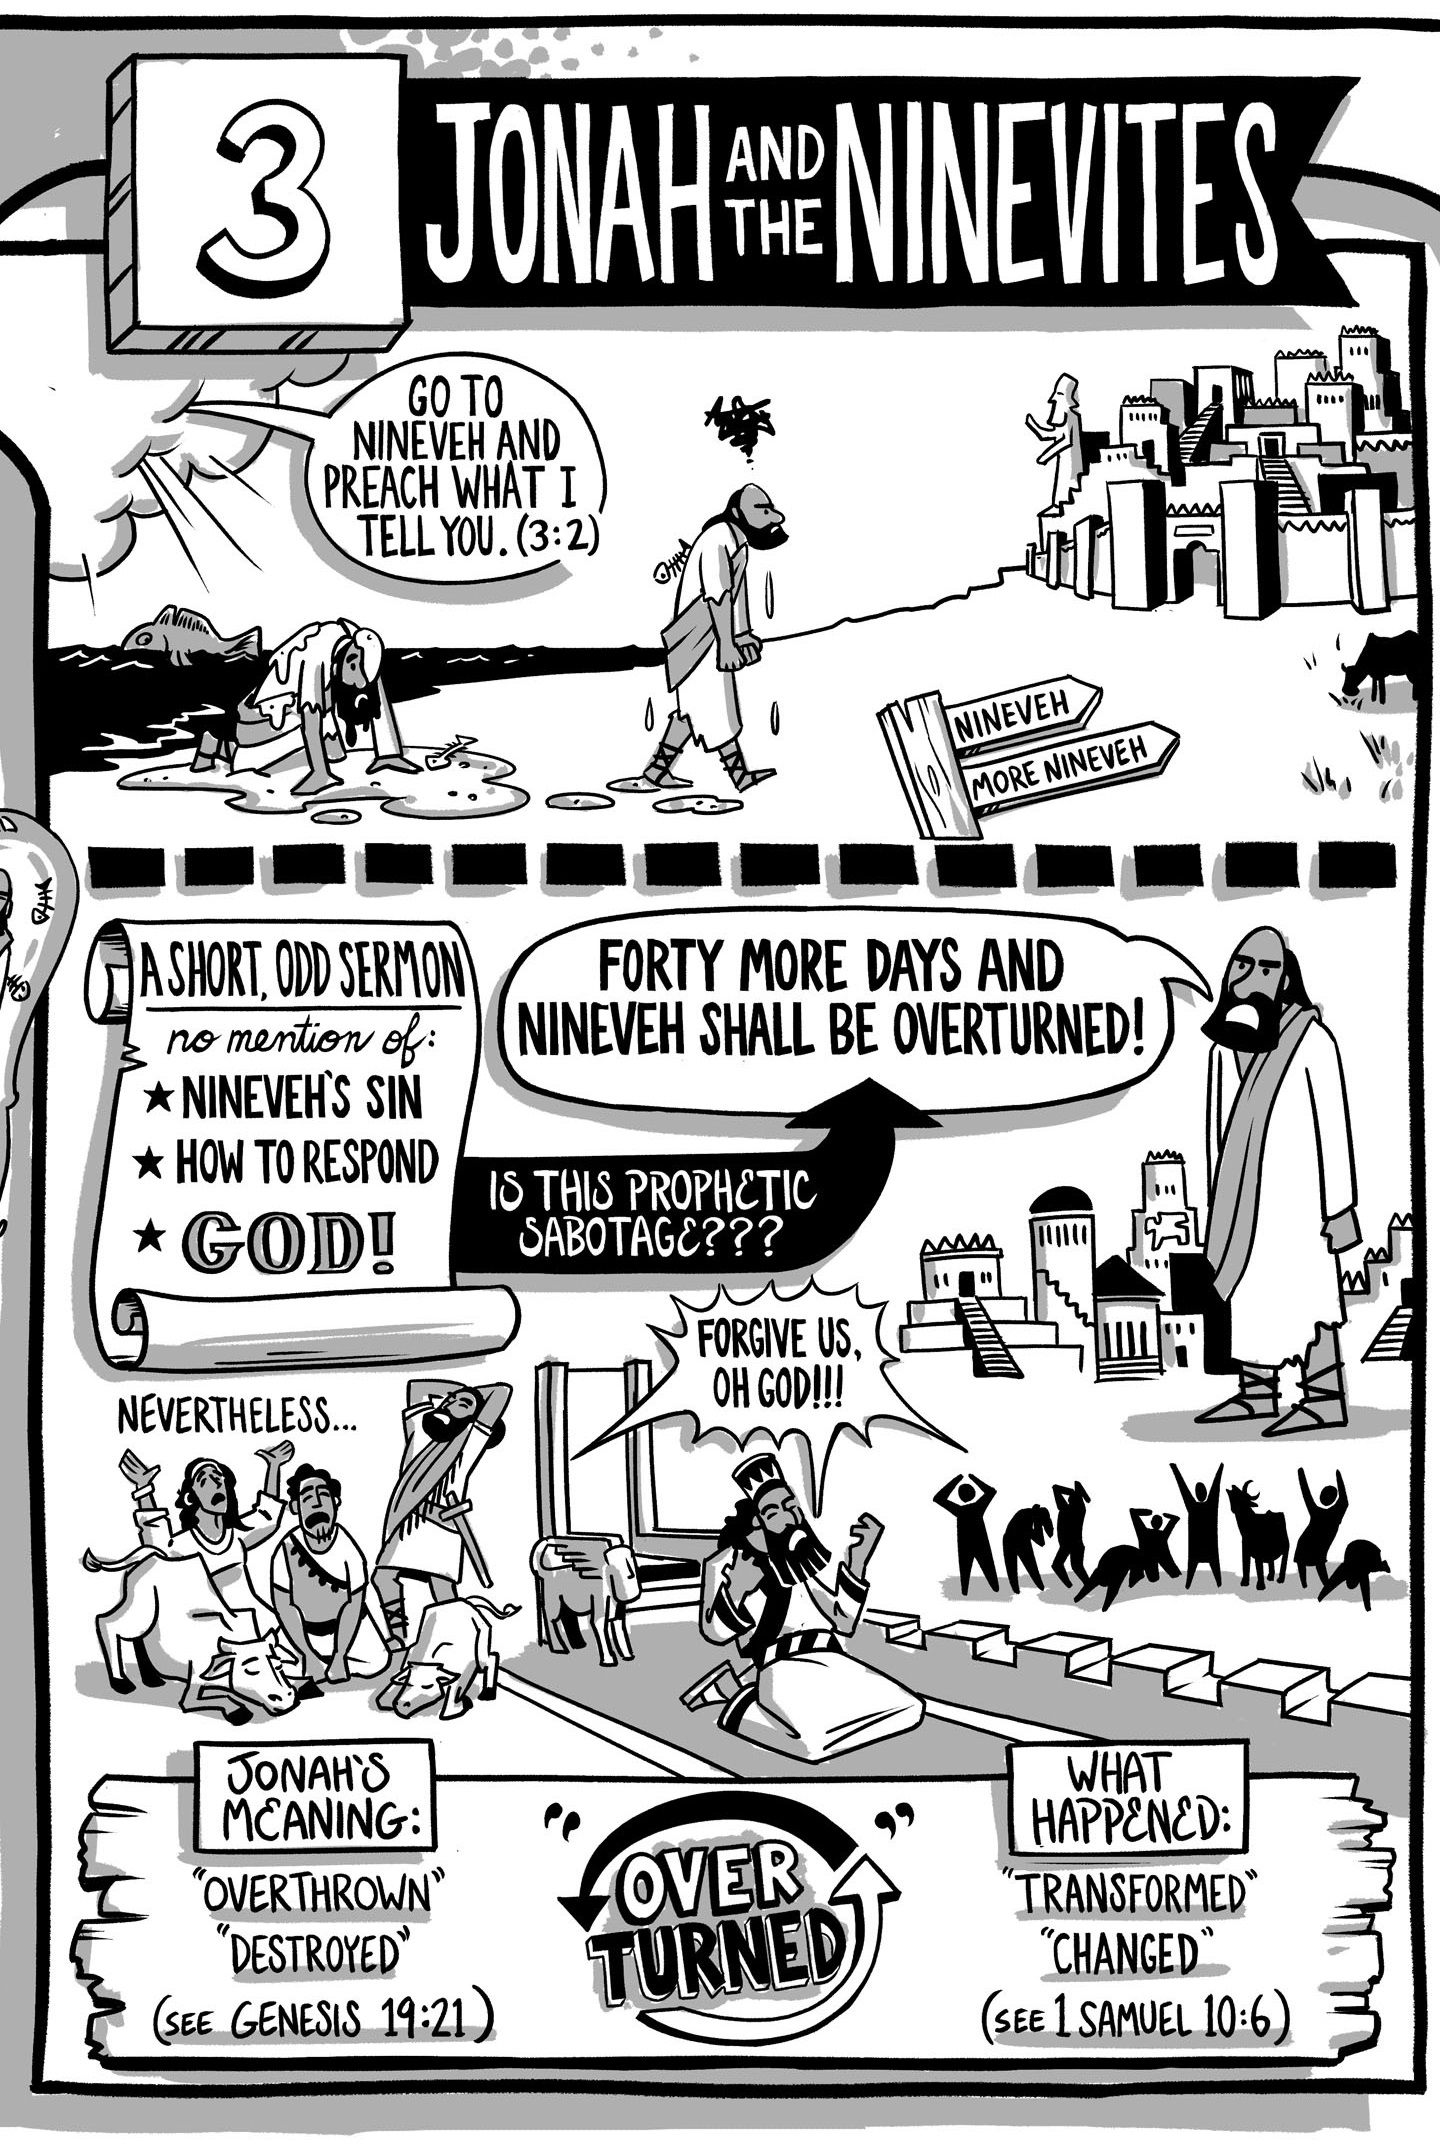 3
JONAH AND THE NINEVITES
GO TO
NINEVEH AND
PREACH WHAT I
TELL YOU. (3:2)
NINEVEH
MORE NINEVEH
A SHORT, ODD SERMON
no mention of:
★ NINEVEH'S SIN
★ HOW TO RESPOND
★ GOD!
FORTY MORE DAYS AND
NINEVEH SHALL BE OVERTURNED!
IS THIS PROPHETIC
SABOTAGE???
NEVERTHELESS...
FORGIVE US,
OH GOD!!!
JONAH'S
MEANING:
"OVERTHROWN"
"DESTROYED"
(SEE GENESIS 19:21)
"OVER
TURNED"
WHAT
HAPPENED:
"TRANSFORMED"
"CHANGED"
(SEE 1 SAMUEL 10:6)